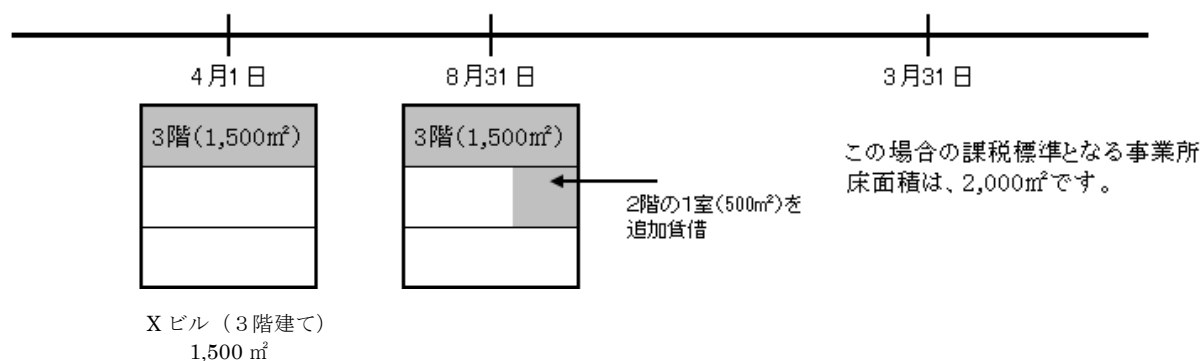 4月1日
8月31日
3月31日
3階(1,500㎡)
3階(1,500㎡)
この場合の課税標準となる事業所
床面積は、2,000㎡です。
2階の1室(500㎡)を
追加賃借
X ビル（３階建て）
1,500 ㎡